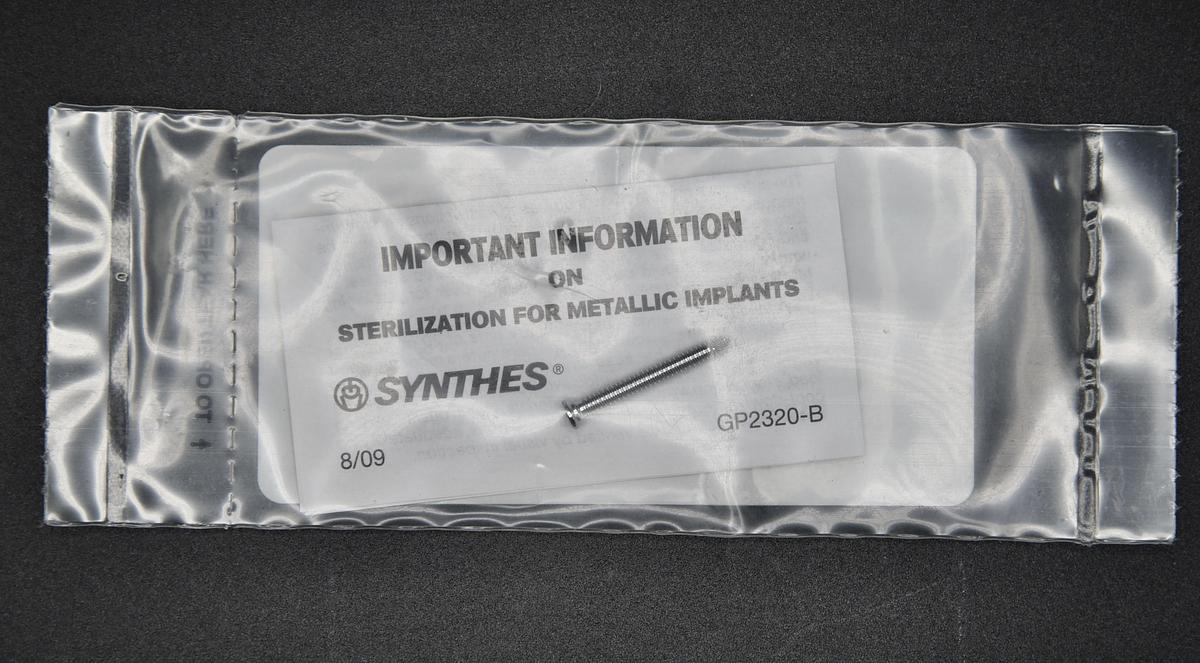 IMPORTANT INFORMATION
ON
STERILIZATION FOR METALLIC IMPLANTS
SYNTHES®
GP2320-B
8/09